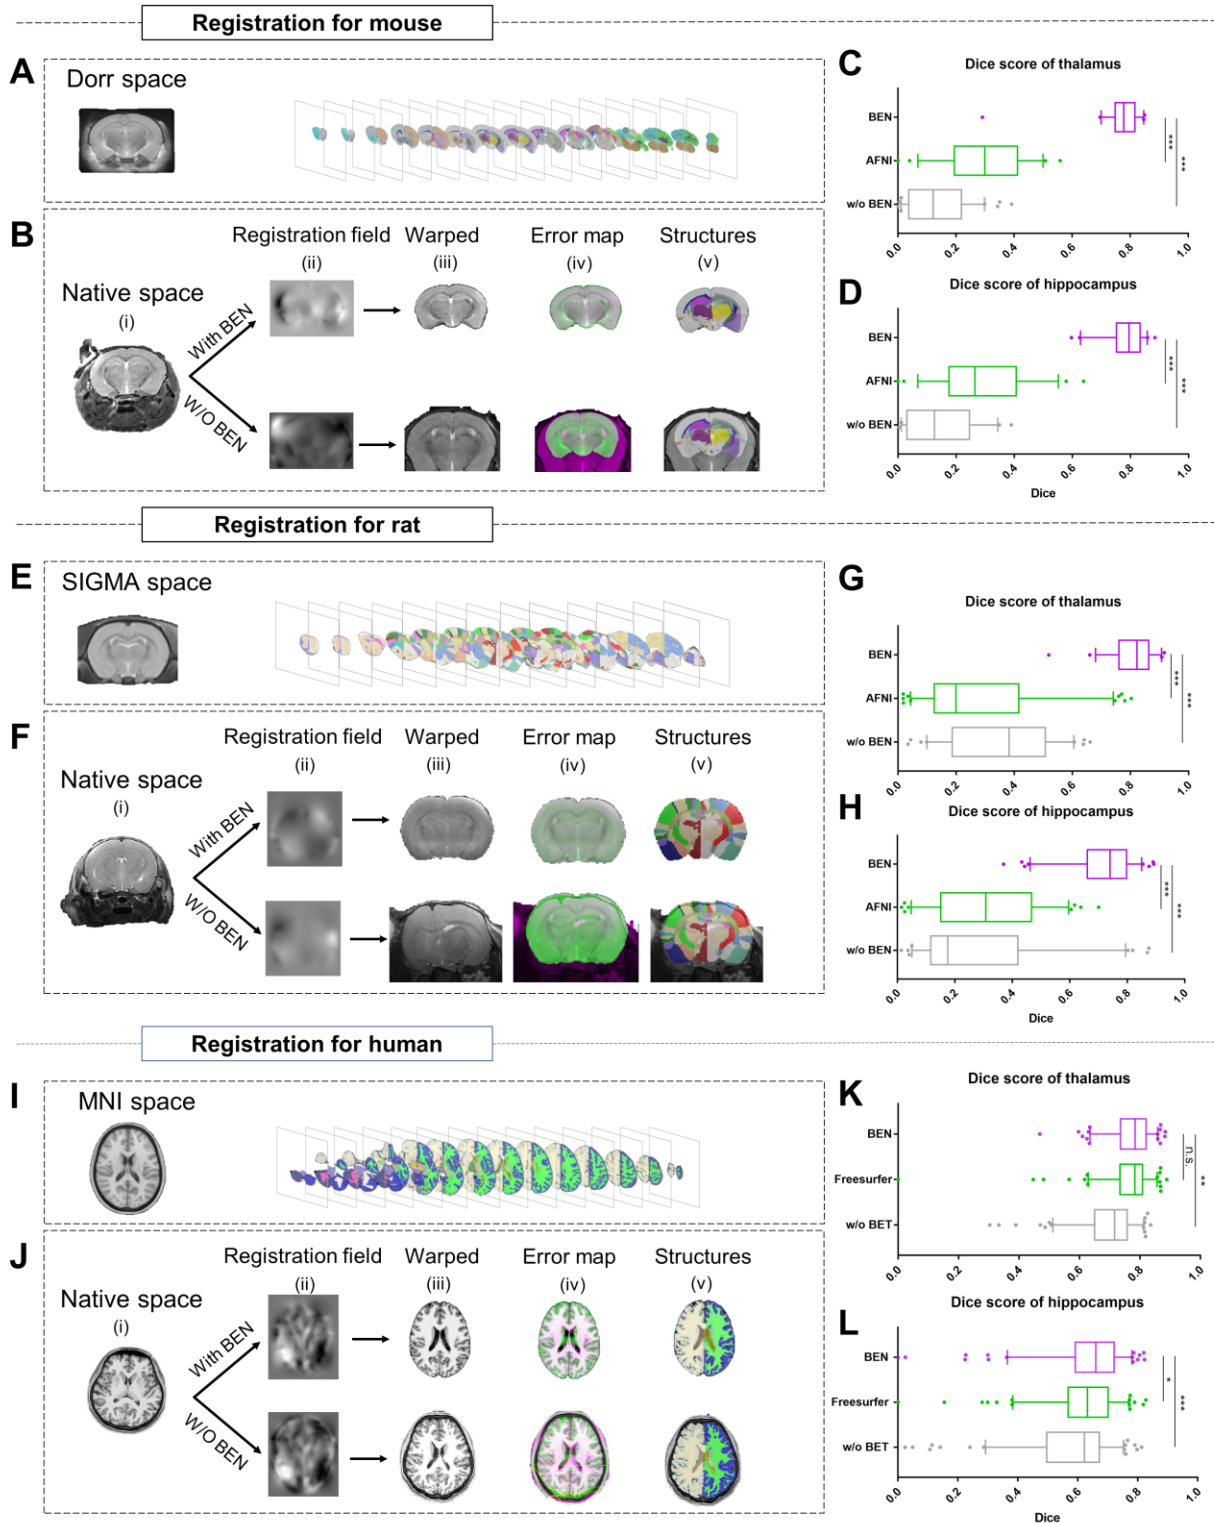 Registration for mouse
A
Dorr space
B
Registration field
(ii)
Warped
(iii)
Error map
(iv)
Structures
(v)
Native space
(i)
With BEN
W/O BEN
C
Dice score of thalamus
BEN
AFNI
w/o BEN
***
***
0.0 0.2 0.4 0.6 0.8 1.0
D
Dice score of hippocampus
BEN
AFNI
w/o BEN
***
***
0.0 0.2 0.4 0.6 0.8 1.0
Dice
Registration for rat
E
SIGMA space
F
Registration field
(ii)
Warped
(iii)
Error map
(iv)
Structures
(v)
Native space
(i)
With BEN
W/O BEN
G
Dice score of thalamus
BEN
AFNI
w/o BEN
***
***
0.0 0.2 0.4 0.6 0.8 1.0
H
Dice score of hippocampus
BEN
AFNI
w/o BEN
***
***
0.0 0.2 0.4 0.6 0.8 1.0
Dice
Registration for human
I
MNI space
J
Registration field
(ii)
Warped
(iii)
Error map
(iv)
Structures
(v)
Native space
(i)
With BEN
W/O BEN
K
Dice score of thalamus
BEN
Freesurfer
w/o BET
n.s.
**
0.0 0.2 0.4 0.6 0.8 1.0
L
Dice score of hippocampus
BEN
Freesurfer
w/o BET
*
***
0.0 0.2 0.4 0.6 0.8 1.0
Dice